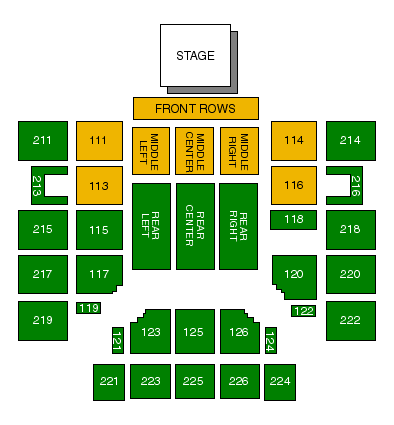 STAGE
FRONT ROWS
211
111
MIDDLE
LEFT
MIDDLE
CENTER
MIDDLE
RIGHT
114
214
213
113
116
216
215
115
REAR
LEFT
REAR
CENTER
REAR
RIGHT
118
218
217
117
120
220
219
119
122
222
121
123
125
126
124
221
223
225
226
224